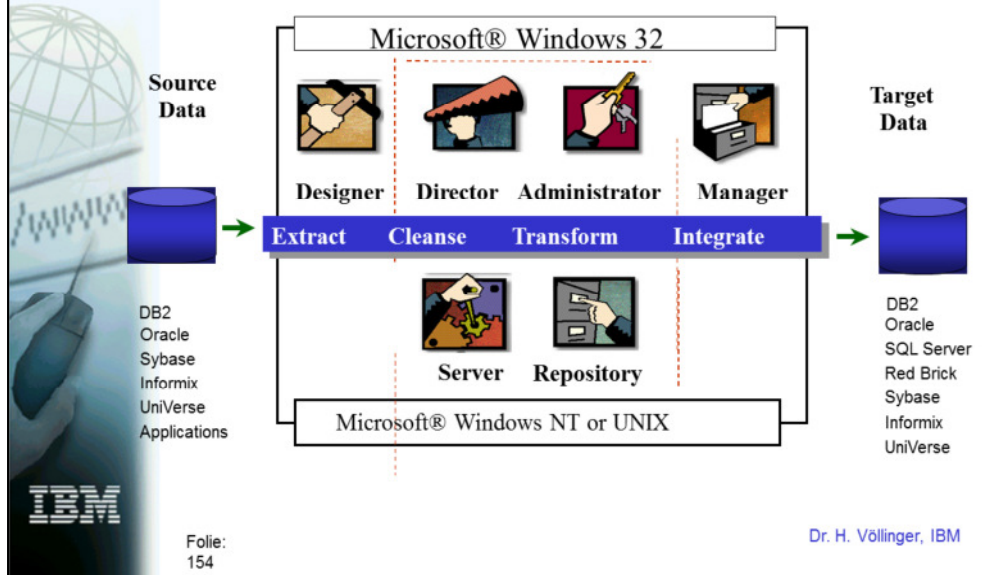 Microsoft® Windows 32
Source
Data
Target
Data
Designer Director Administrator Manager
Extract Cleanse Transform Integrate
DB2
Oracle
Sybase
Informix
UniVerse
Applications
Server Repository
DB2
Oracle
SQL Server
Red Brick
Sybase
Informix
UniVerse
Microsoft® Windows NT or UNIX
IBM
Folie:
154
Dr. H. Völlinger, IBM